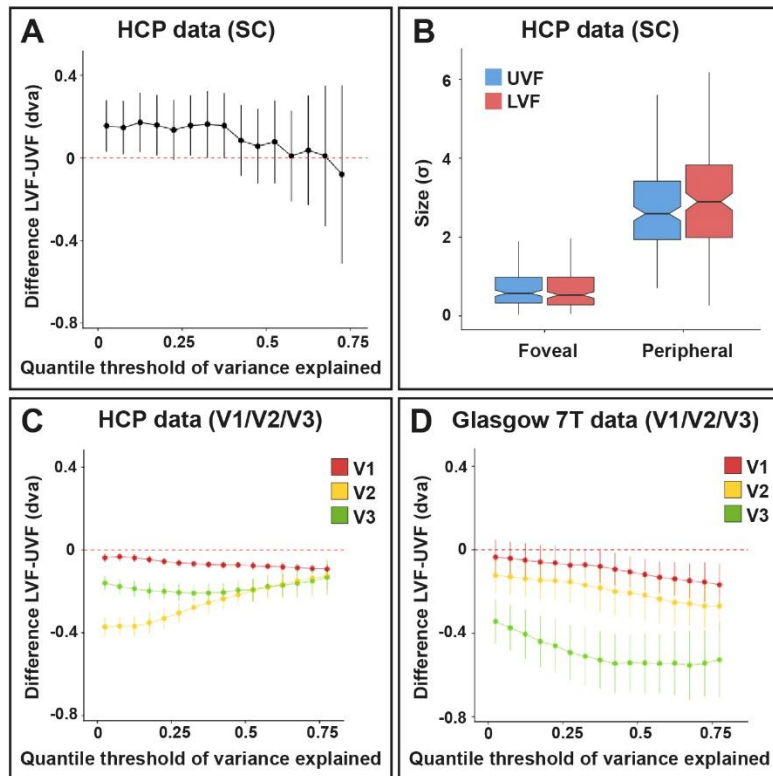 A
HCP data (SC)
Difference LVF-UVF (dva)
0.4
0
-0.4
-0.8
0
0.25
0.5
0.75
Quantile threshold of variance explained
B
HCP data (SC)
UVF
LVF
Size (σ)
6
4
2
0
Foveal
Peripheral
C
HCP data (V1/V2/V3)
V1
V2
V3
Difference LVF-UVF (dva)
0.4
0
-0.4
-0.8
0
0.25
0.5
0.75
Quantile threshold of variance explained
D
Glasgow 7T data (V1/V2/V3)
V1
V2
V3
Difference LVF-UVF (dva)
0.4
0
-0.4
-0.8
0
0.25
0.5
0.75
Quantile threshold of variance explained